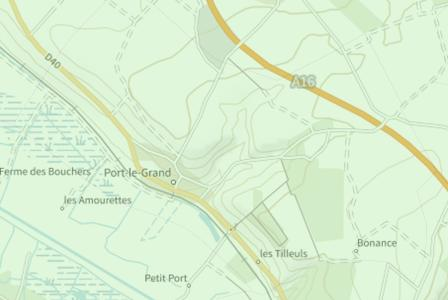 D40
A16
Ferme des Bouchers
Port-le-Grand
les Amourettes
Bonance
les Tilleuls
Petit Port